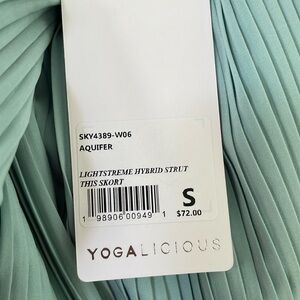 SKY4389-W06
AQUIFER
LIGHTSTREME HYBRID STRUT
THIS SKORT
S
1 98906 00949 1
$72.00
YOGALICIOUS